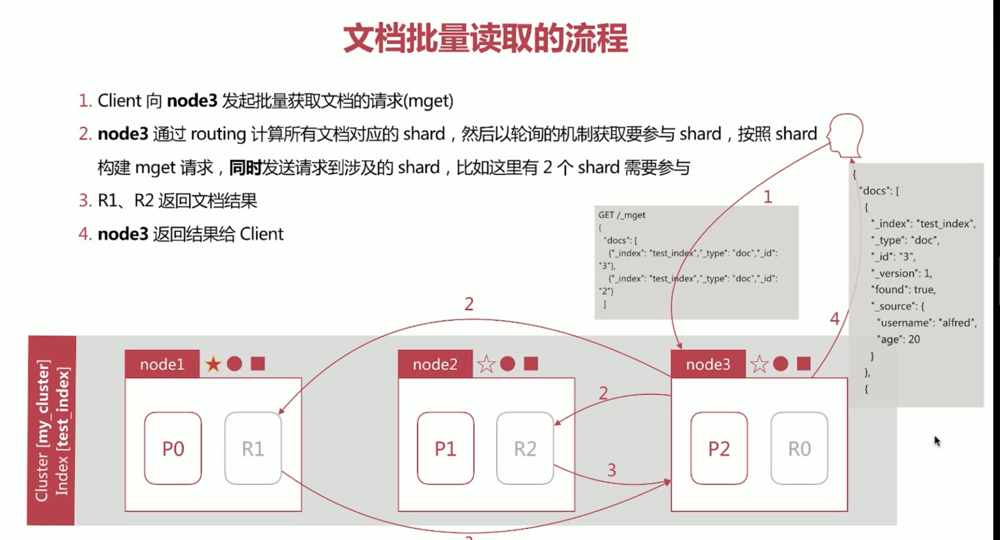 文档批量读取的流程
1. Client 向 node3 发起批量获取文档的请求(mget)
2. node3 通过 routing 计算所有文档对应的 shard，然后以轮询的机制获取要参与 shard，按照 shard
构建 mget 请求，同时发送请求到涉及的 shard，比如这里有 2 个 shard 需要参与
3. R1、R2 返回文档结果
4. node3 返回结果给 Client
1
GET /_mget
{
"docs": [
{"_index": "test_index","_type": "doc","_id":
"3"},
{"_index": "test_index","_type": "doc","_id":
"2"}
]
{
"docs": [
{
"_index": "test_index",
"_type": "doc",
"_id": "3",
"_version": 1,
"found": true,
"_source": {
"username": "alfred",
"age": 20
}
},
{
2
4
Cluster [my_cluster]
Index [test_index]
node1
node2
node3
2
P0
R1
P1
R2
P2
R0
3